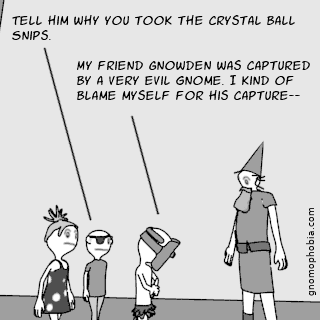 TELL HIM WHY YOU TOOK THE CRYSTAL BALL
SNIPS.
MY FRIEND GNOWDEN WAS CAPTURED
BY A VERY EVIL GNOME. I KIND OF
BLAME MYSELF FOR HIS CAPTURE--
gnomophobia.com